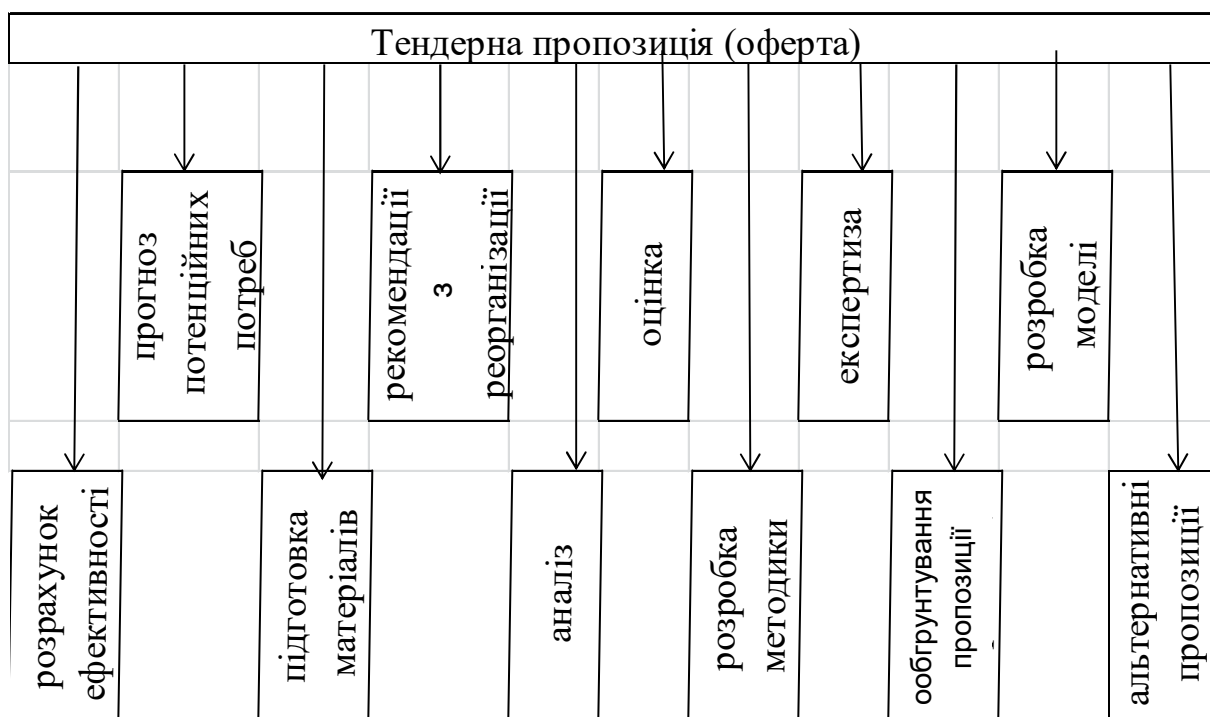 Тендерна пропозиція (оферта)
прогноз
потенційних
потреб
рекомендації
з
реорганізації
оцінка
експертиза
розробка
моделі
розрахунок
ефективності
підготовка
матеріалів
аналіз
розробка
методики
ообгрунтування
пропозиції
альтернативні
пропозиції